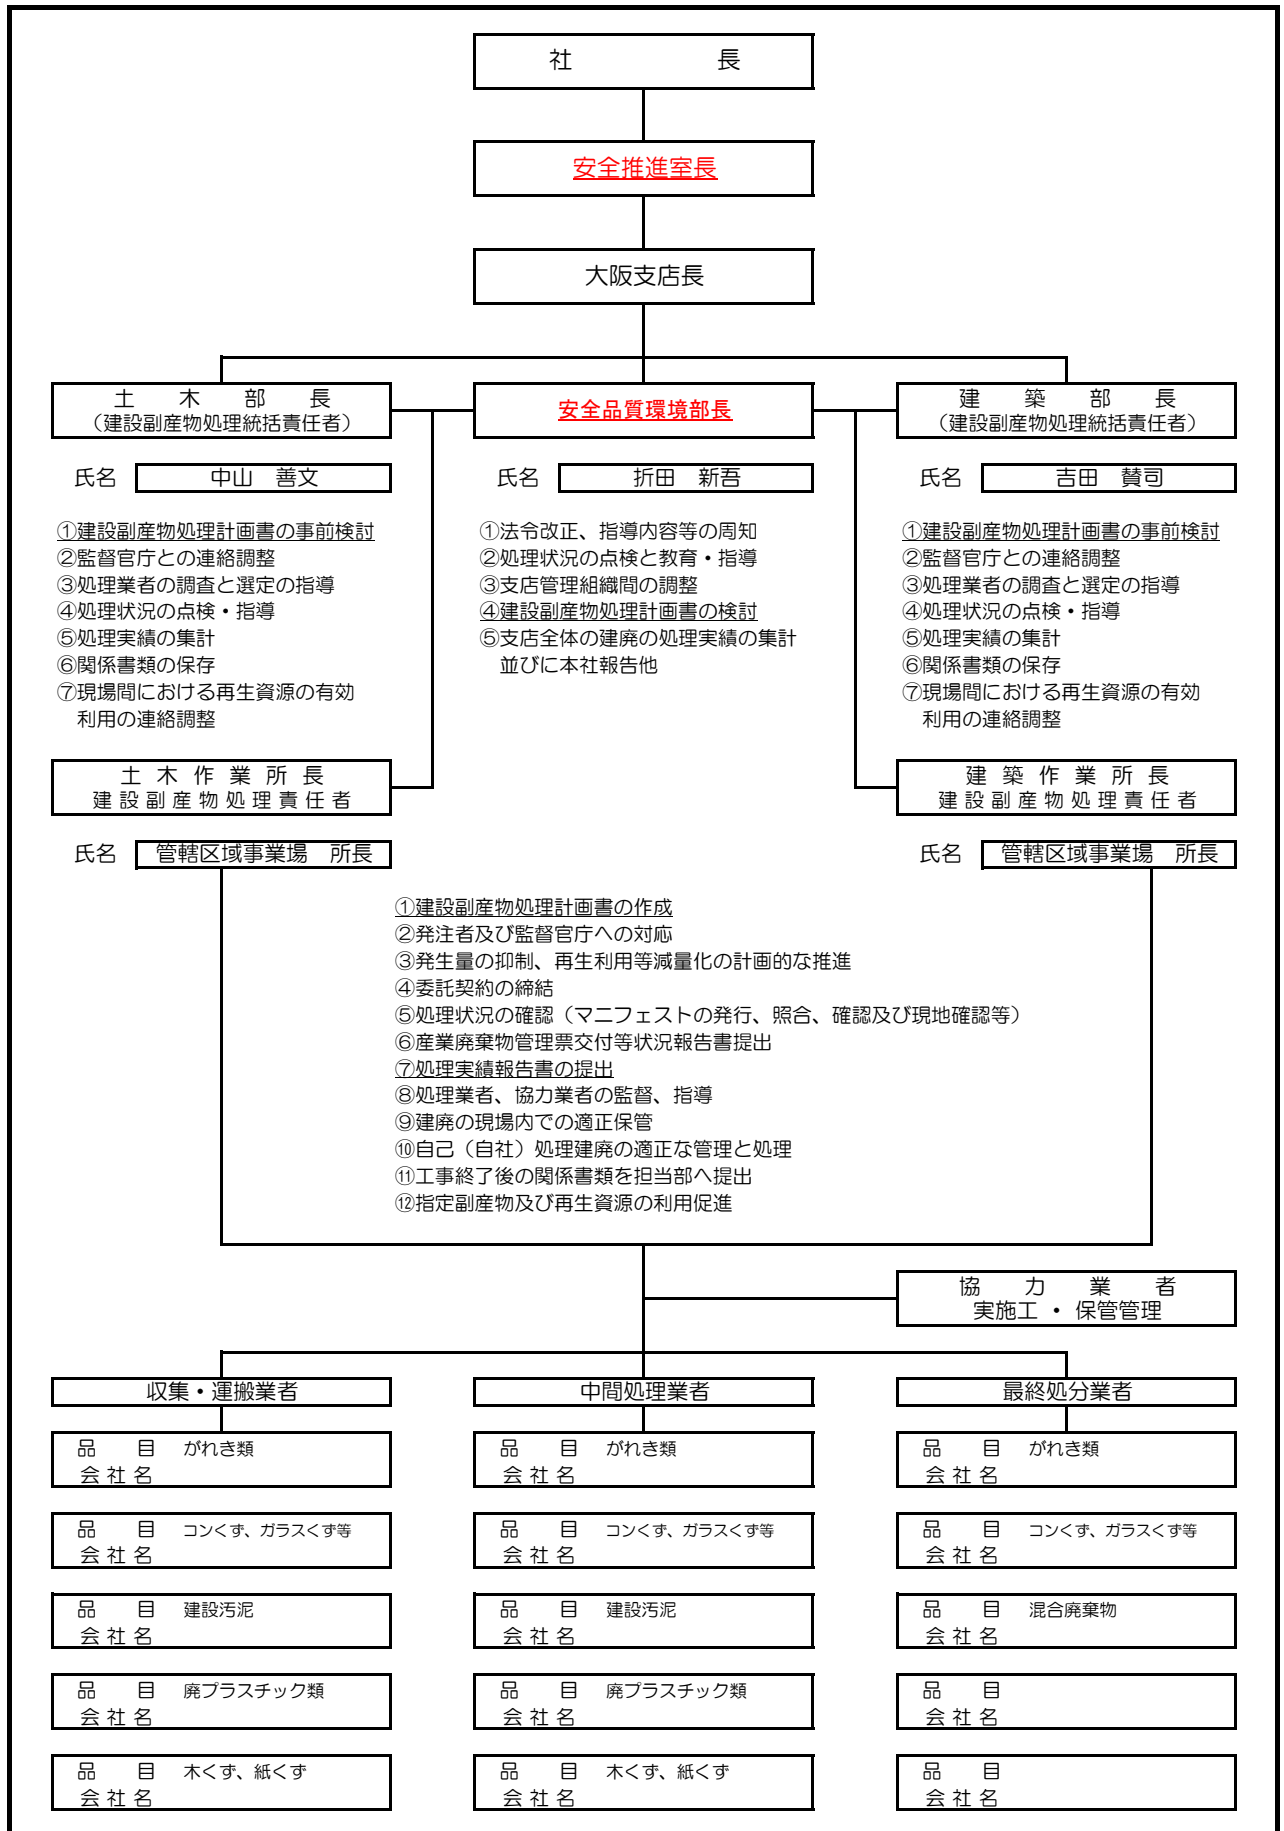 社　長
安全推進室長
大阪支店長
土　木　部　長
（建設副産物処理統括責任者）
氏名　中山　善文
①建設副産物処理計画書の事前検討
②監督官庁との連絡調整
③処理業者の調査と選定の指導
④処理状況の点検・指導
⑤処理実績の集計
⑥関係書類の保存
⑦現場間における再生資源の有効
利用の連絡調整
安全品質環境部長
氏名　折田　新吾
①法令改正、指導内容等の周知
②処理状況の点検と教育・指導
③支店管理組織間の調整
④建設副産物処理計画書の検討
⑤支店全体の建廃の処理実績の集計
並びに本社報告他
建　築　部　長
（建設副産物処理統括責任者）
氏名　吉田　賛司
①建設副産物処理計画書の事前検討
②監督官庁との連絡調整
③処理業者の調査と選定の指導
④処理状況の点検・指導
⑤処理実績の集計
⑥関係書類の保存
⑦現場間における再生資源の有効
利用の連絡調整
土木作業所長
建設副産物処理責任者
氏名　管轄区域事業場　所長
建築作業所長
建設副産物処理責任者
氏名　管轄区域事業場　所長
①建設副産物処理計画書の作成
②発注者及び監督官庁への対応
③発生量の抑制、再生利用等減量化の計画的な推進
④委託契約の締結
⑤処理状況の確認（マニフェストの発行、照合、確認及び現地確認等）
⑥産業廃棄物管理票交付等状況報告書提出
⑦処理実績報告書の提出
⑧処理業者、協力業者の監督、指導
⑨建廃の現場内での適正保管
⑩自己（自社）処理建廃の適正な管理と処理
⑪工事終了後の関係書類を担当部へ提出
⑫指定副産物及び再生資源の利用促進
協　力　業　者
実施工 ・ 保管管理
収集・運搬業者
品　目　がれき類
会社名
品　目　コンくず、ガラスくず等
会社名
品　目　建設汚泥
会社名
品　目　廃プラスチック類
会社名
品　目　木くず、紙くず
会社名
中間処理業者
品　目　がれき類
会社名
品　目　コンくず、ガラスくず等
会社名
品　目　建設汚泥
会社名
品　目　廃プラスチック類
会社名
品　目　木くず、紙くず
会社名
最終処分業者
品　目　がれき類
会社名
品　目　コンくず、ガラスくず等
会社名
品　目　混合廃棄物
会社名
品　目
会社名
品　目
会社名